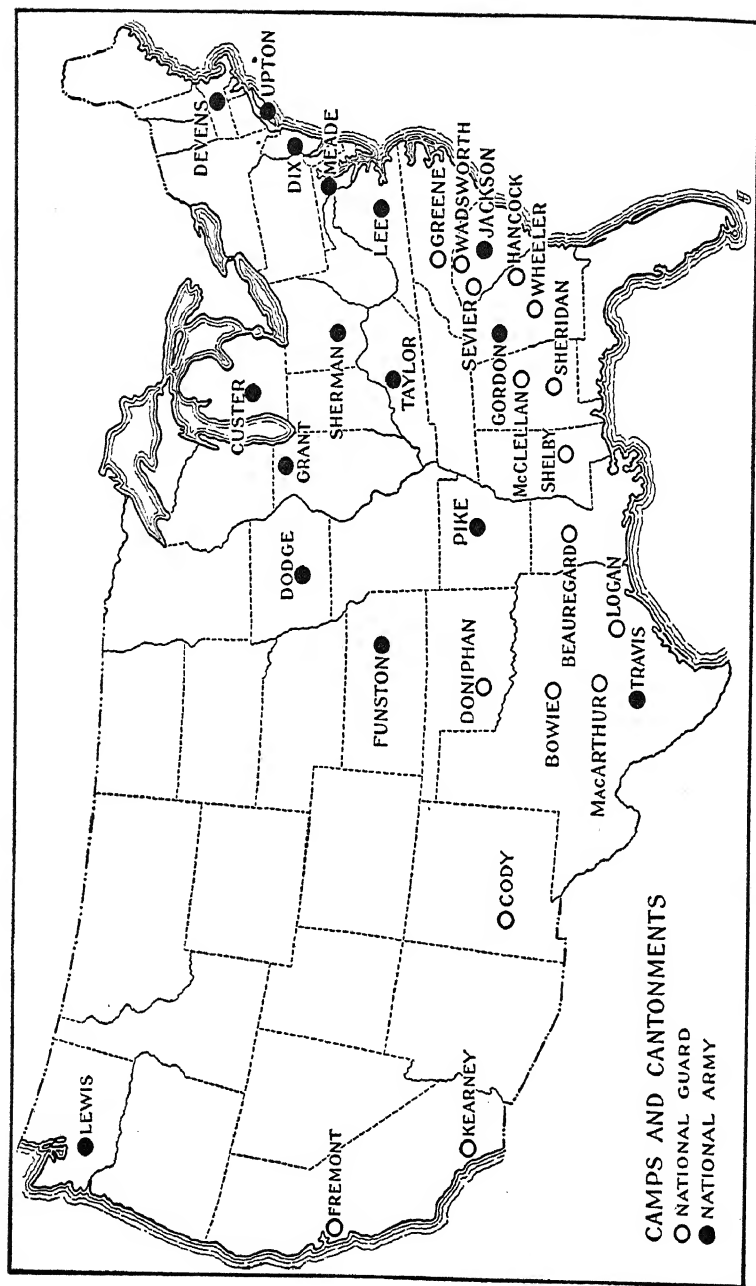 LEWIS
FREMONT
KEARNEY
CODY
FUNSTON
DONIPHAN
BOWIE
MACARTHUR
TRAVIS
LOGAN
BEAUREGARD
DODGE
PIKE
GRANT
CUSTER
SHERMAN
TAYLOR
SHELBY
McCLELLAN
SHERIDAN
GORDON
SEVIER
WHEELER
HANCOCK
JACKSON
WADSWORTH
GREENE
LEE
MEADE
DIX
UPTON
DEVENS
CAMPS AND CANTONMENTS
NATIONAL GUARD
NATIONAL ARMY